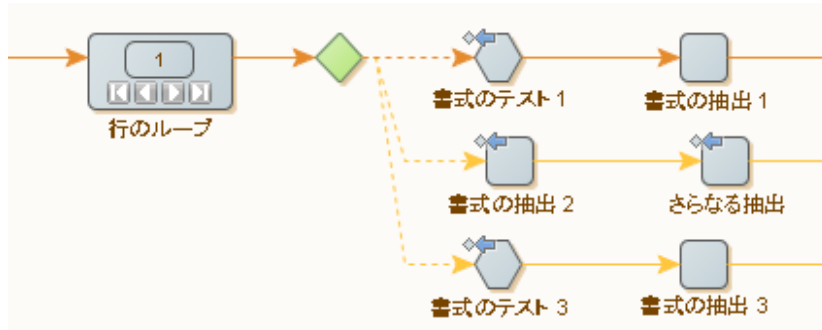 1
行のループ
書式のテスト 1
書式の抽出 1
書式の抽出 2
さらなる抽出
書式のテスト 3
書式の抽出 3